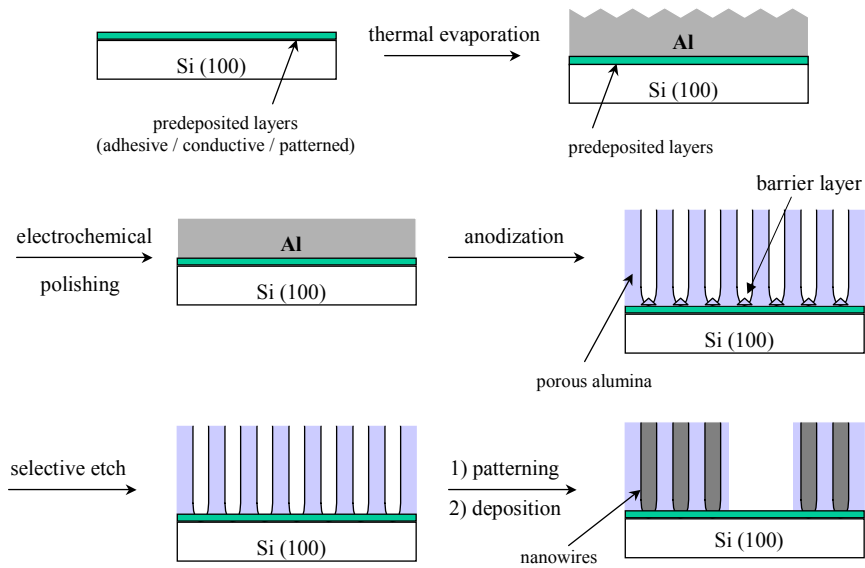 thermal evaporation
Si (100)
predeposited layers
(adhesive / conductive / patterned)
Al
Si (100)
predeposited layers
electrochemical
polishing
Al
Si (100)
anodization
barrier layer
Si (100)
porous alumina
selective etch
Si (100)
1) patterning
2) deposition
nanowires
Si (100)